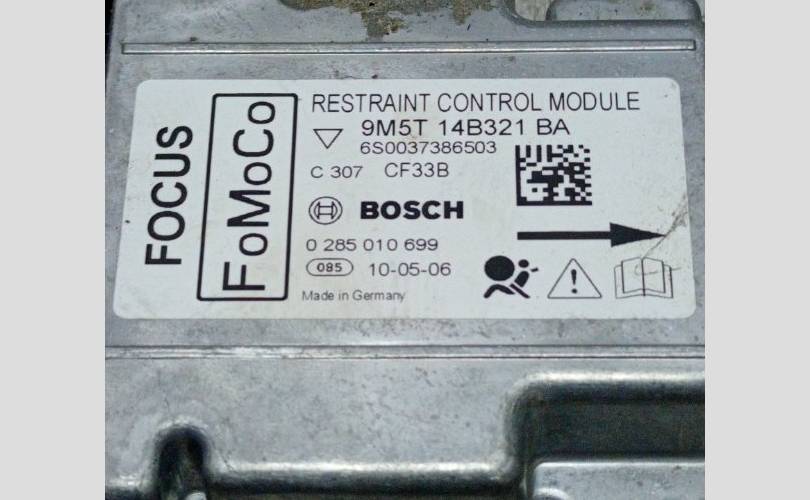 FOCUS
FoMoCo
RESTRAINT CONTROL MODULE
9M5T 14B321 BA
6S0037386503
C 307 CF33B
BOSCH
0 285 010 699
085 10-05-06
Made in Germany